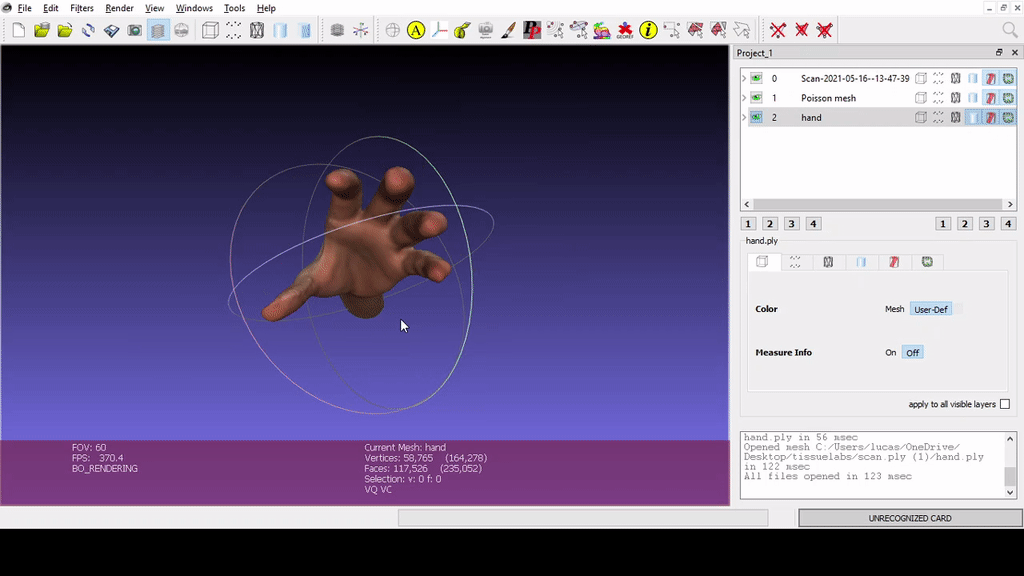 File Edit Filters Render View Windows Tools Help
A
Project_1
0 Scan-2021-05-16--13-47-39
1 Poisson mesh
2 hand
1 2 3 4 1 2 3 4
hand.ply
Color Mesh User-Def
Measure Info On Off
apply to all visible layers
hand.ply in 56 msec
Opened mesh C:/Users/lucas/OneDrive/
Desktop/tissuelabs/scan.ply (1)/hand.ply
in 122 msec
All files opened in 123 msec
FOV: 60
FPS: 370.4
BO_RENDERING
Current Mesh: hand
Vertices: 58,765 (164,278)
Faces: 117,526 (235,052)
Selection: v: 0 f: 0
VQ VC
UNRECOGNIZED CARD